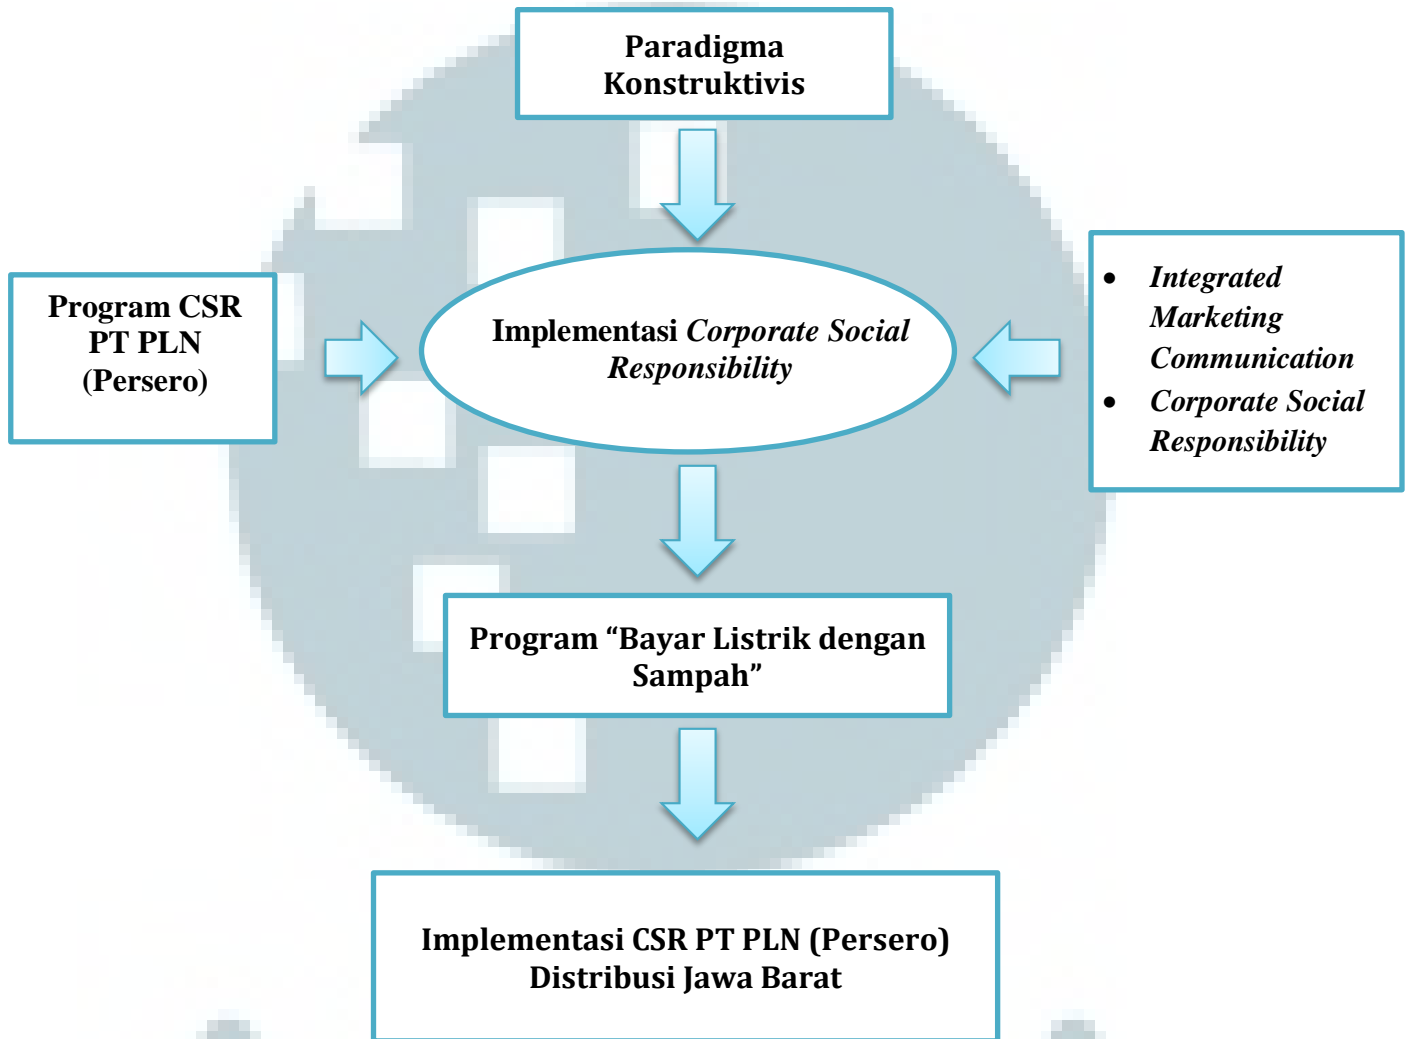 Paradigma
Konstruktivis
Program CSR
PT PLN
(Persero)
Implementasi Corporate Social
Responsibility
• Integrated
Marketing
Communication
• Corporate Social
Responsibility
Program “Bayar Listrik dengan
Sampah”
Implementasi CSR PT PLN (Persero)
Distribusi Jawa Barat